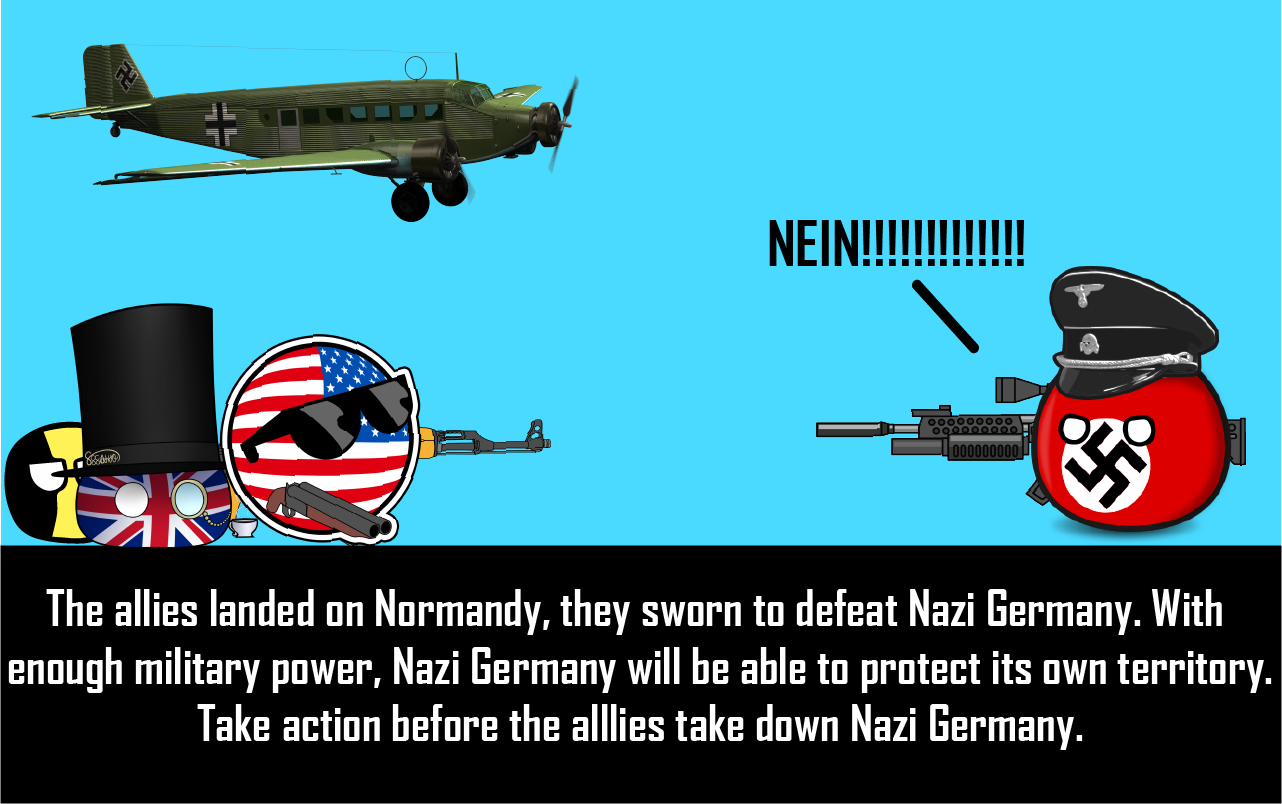 NEIN!!!!!!!!!!!!!
The allies landed on Normandy, they sworn to defeat Nazi Germany. With
enough military power, Nazi Germany will be able to protect its own territory.
Take action before the alllies take down Nazi Germany.